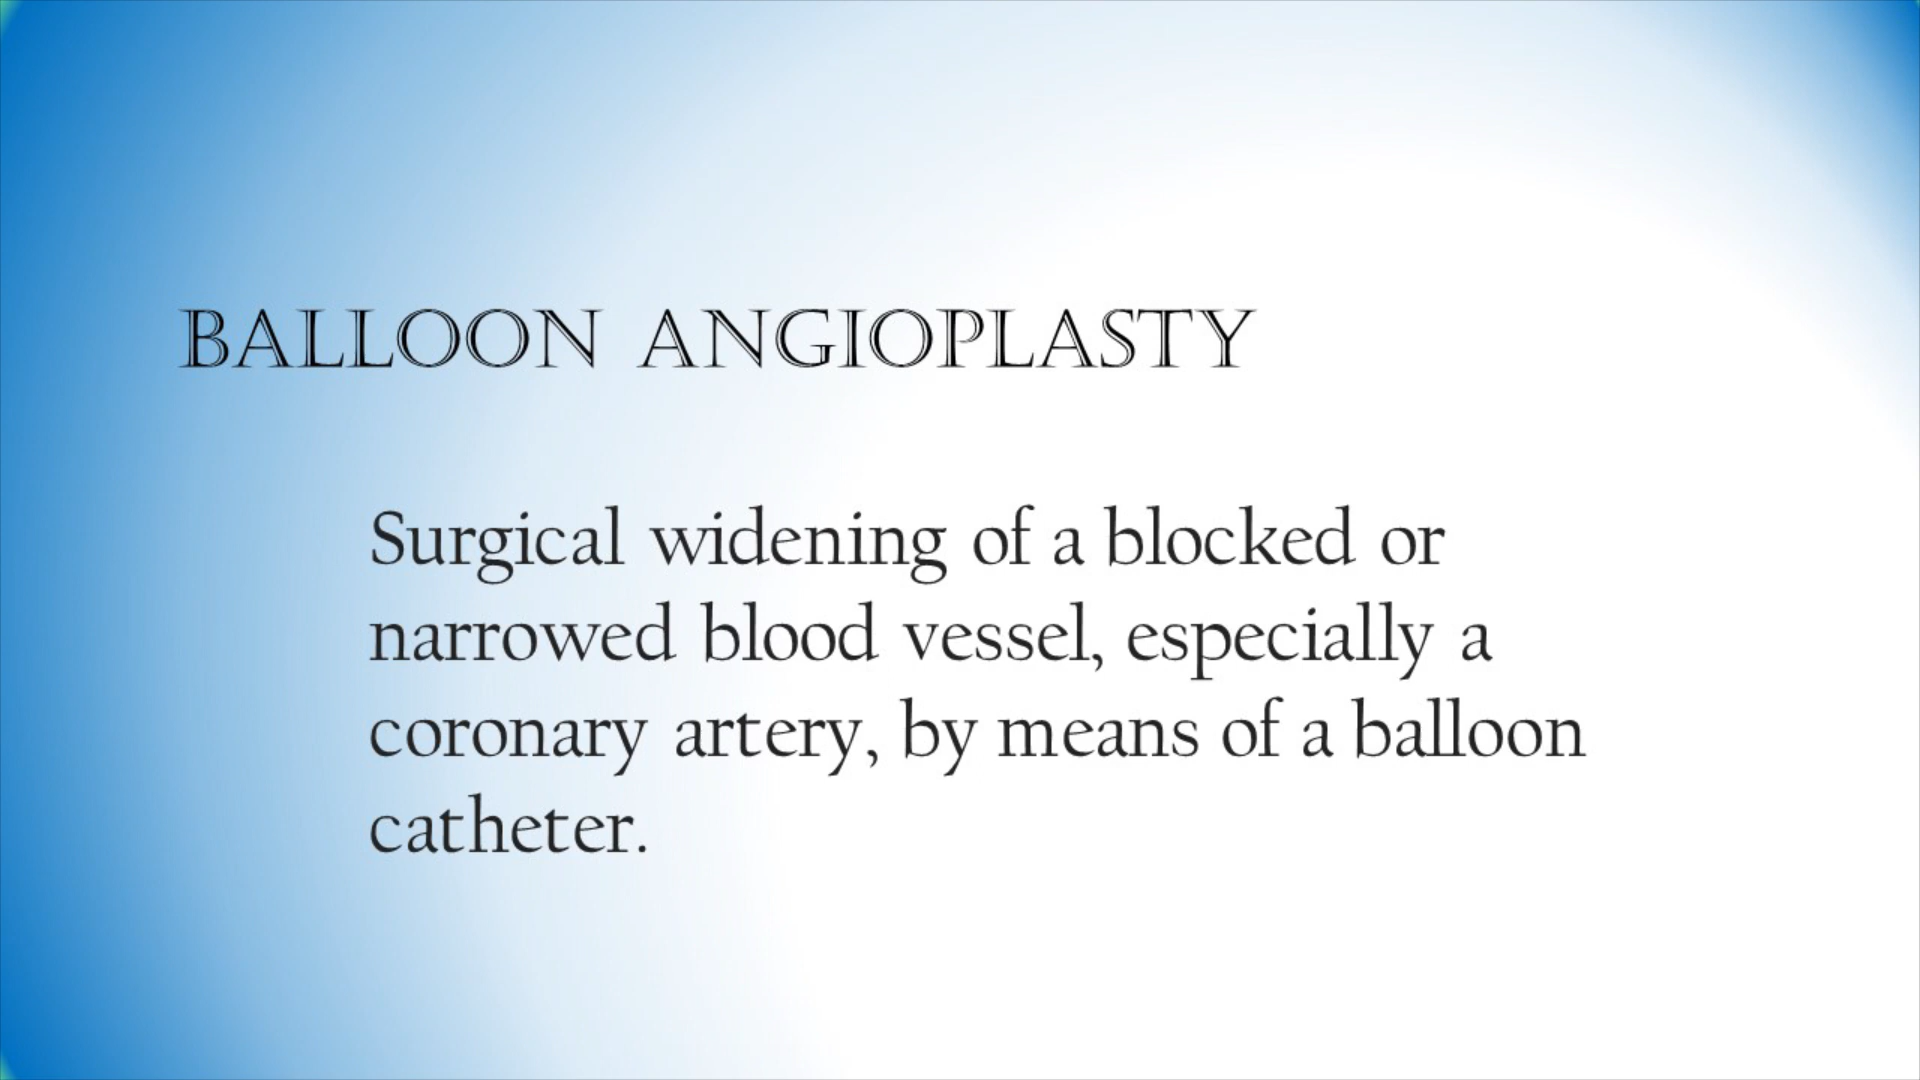 BALLOON ANGIOPLASTY
Surgical widening of a blocked or
narrowed blood vessel, especially a
coronary artery, by means of a balloon
catheter.